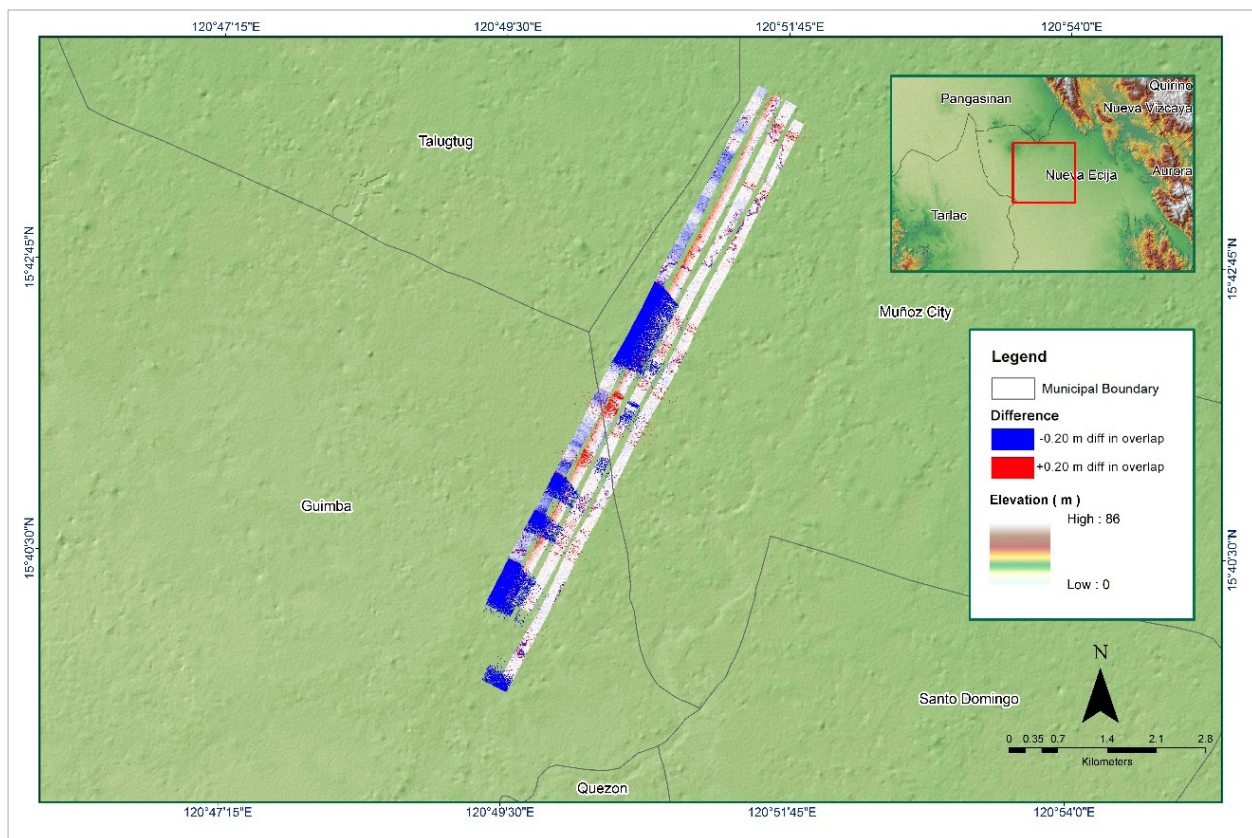 120°47'15"E
120°49'30"E
120°51'45"E
120°54'0"E
Pangasinan
Quirino
Nueva Vizcaya
Nueva Ecija
Aurora
Tarlac
Talugtug
15°42'45"N
15°42'45"N
Muñoz City
Legend
Municipal Boundary
Difference
-0.20 m diff in overlap
+0.20 m diff in overlap
Elevation ( m )
High : 86
Low : 0
Guimba
15°40'30"N
15°40'30"N
N
Santo Domingo
0 0.35 0.7 1.4 2.1 2.8
Kilometers
Quezon
120°47'15"E
120°49'30"E
120°51'45"E
120°54'0"E